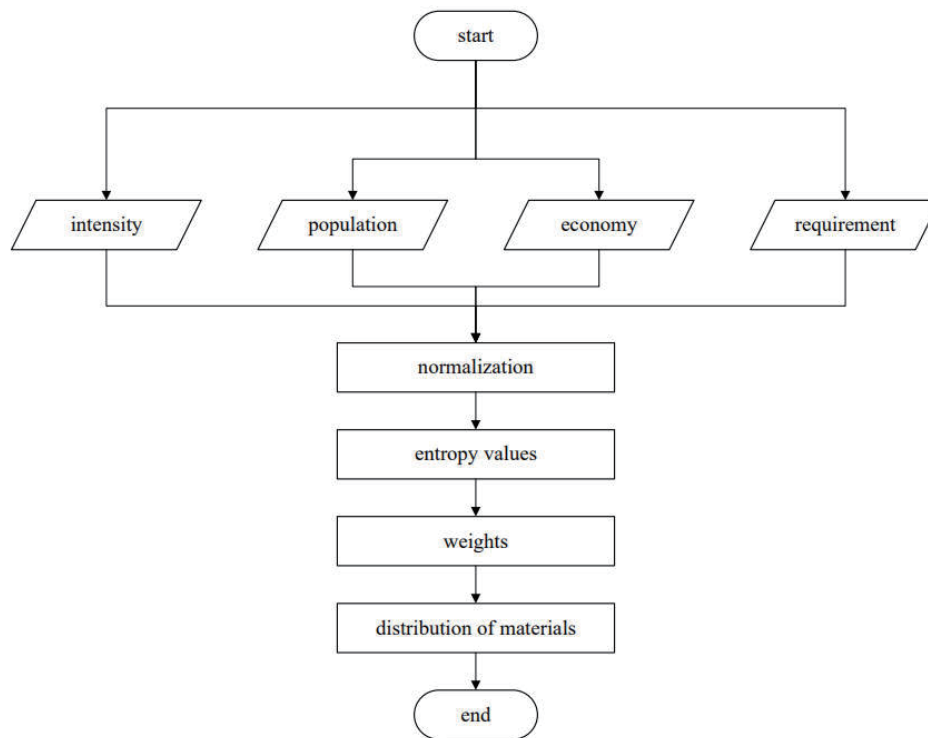 start
intensity
population
economy
requirement
normalization
entropy values
weights
distribution of materials
end